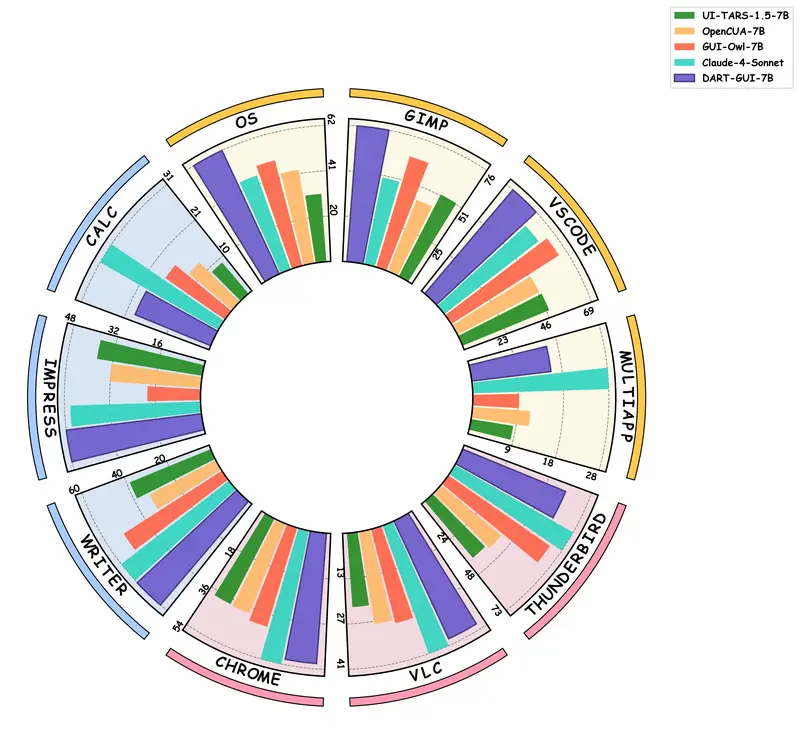 UI-TARS-1.5-7B
OpenCUA-7B
GUI-Owl-7B
Claude-4-Sonnet
DART-GUI-7B
OS
62
41
20
GIMP
76
51
25
VSCODE
69
46
23
MULTIAPP
9
18
28
THUNDERBIRD
24
48
73
VLC
13
27
41
CHROME
18
36
54
WRITER
20
40
60
IMPRESS
48
32
16
CALC
31
21
10